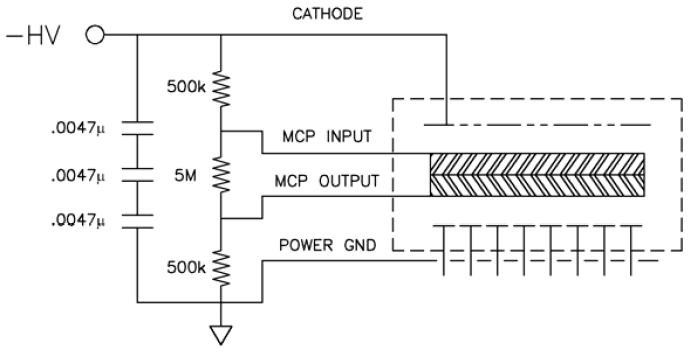 CATHODE
–HV
500k
.0047μ
MCP INPUT
.0047μ
5M
MCP OUTPUT
.0047μ
POWER GND
500k